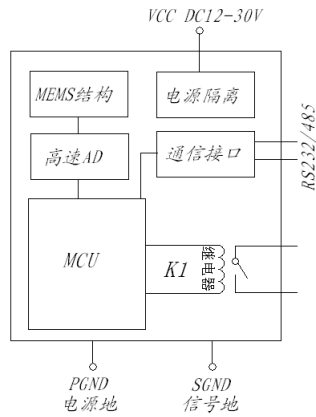 VCC DC12-30V
MEMS结构
电源隔离
高速AD
通信接口
RS232/485
MCU
K1
继电器
PGND
电源地
SGND
信号地